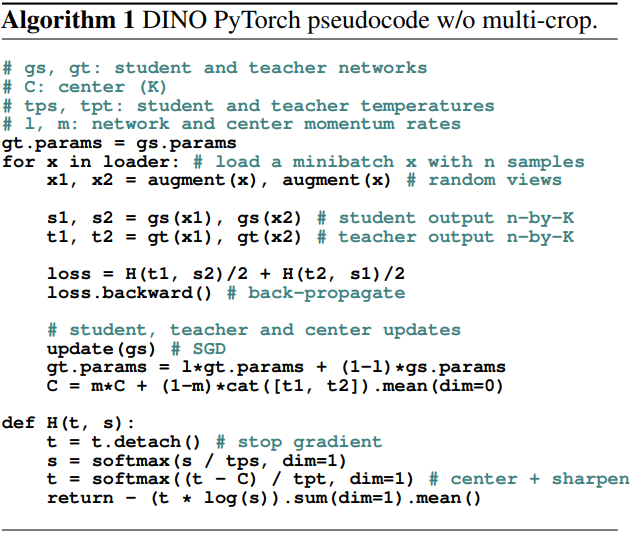 Algorithm 1 DINO PyTorch pseudocode w/o multi-crop.
# gs, gt: student and teacher networks
# C: center (K)
# tps, tpt: student and teacher temperatures
# l, m: network and center momentum rates
gt.params = gs.params
for x in loader: # load a minibatch x with n samples
    x1, x2 = augment(x), augment(x) # random views

    s1, s2 = gs(x1), gs(x2) # student output n-by-K
    t1, t2 = gt(x1), gt(x2) # teacher output n-by-K

    loss = H(t1, s2)/2 + H(t2, s1)/2
    loss.backward() # back-propagate

    # student, teacher and center updates
    update(gs) # SGD
    gt.params = l*gt.params + (1-l)*gs.params
    C = m*C + (1-m)*cat([t1, t2]).mean(dim=0)

def H(t, s):
    t = t.detach() # stop gradient
    s = softmax(s / tps, dim=1)
    t = softmax((t - C) / tpt, dim=1) # center + sharpen
    return - (t * log(s)).sum(dim=1).mean()